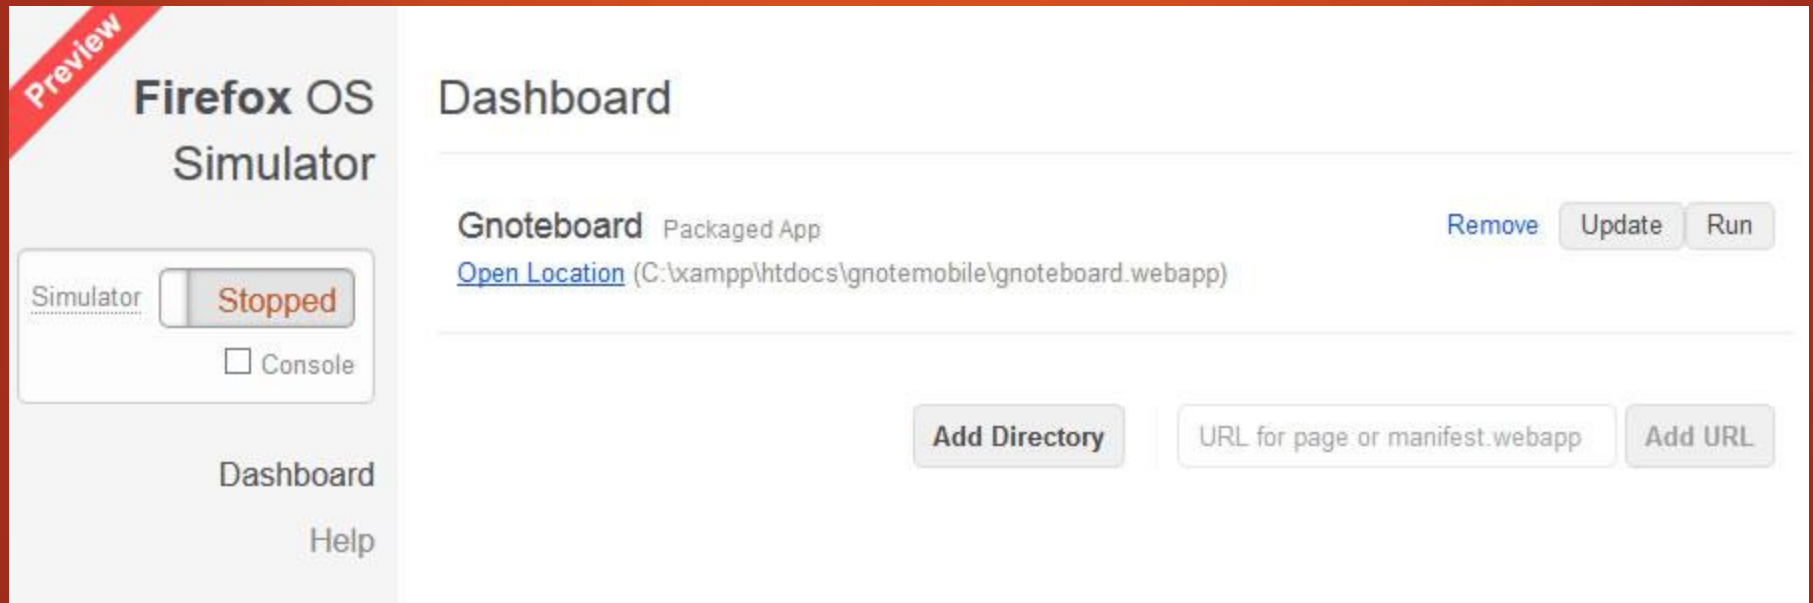 Preview
Firefox OS
Simulator
Simulator Stopped
Console
Dashboard
Help
Dashboard
Gnoteboard Packaged App Remove Update Run
Open Location (C:\xampp\htdocs\gnotemobile\gnoteboard.webapp)
Add Directory URL for page or manifest.webapp Add URL